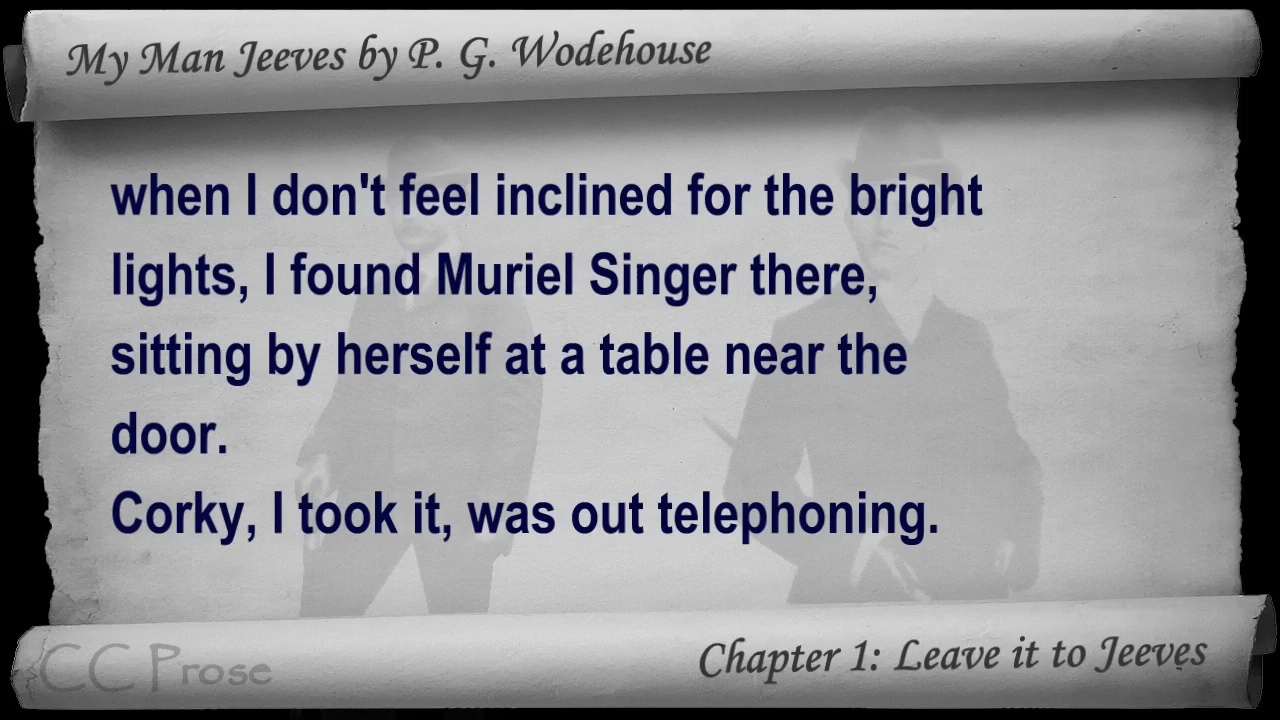 My Man Jeeves by P. G. Wodehouse
when I don't feel inclined for the bright
lights, I found Muriel Singer there,
sitting by herself at a table near the
door.
Corky, I took it, was out telephoning.
CC Prose
Chapter 1: Leave it to Jeeves